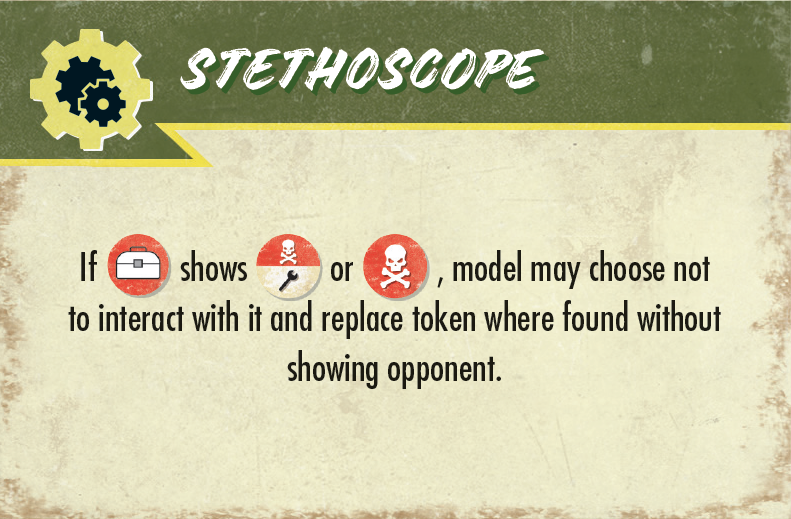 STETHOSCOPE
If shows or , model may choose not
to interact with it and replace token where found without
showing opponent.